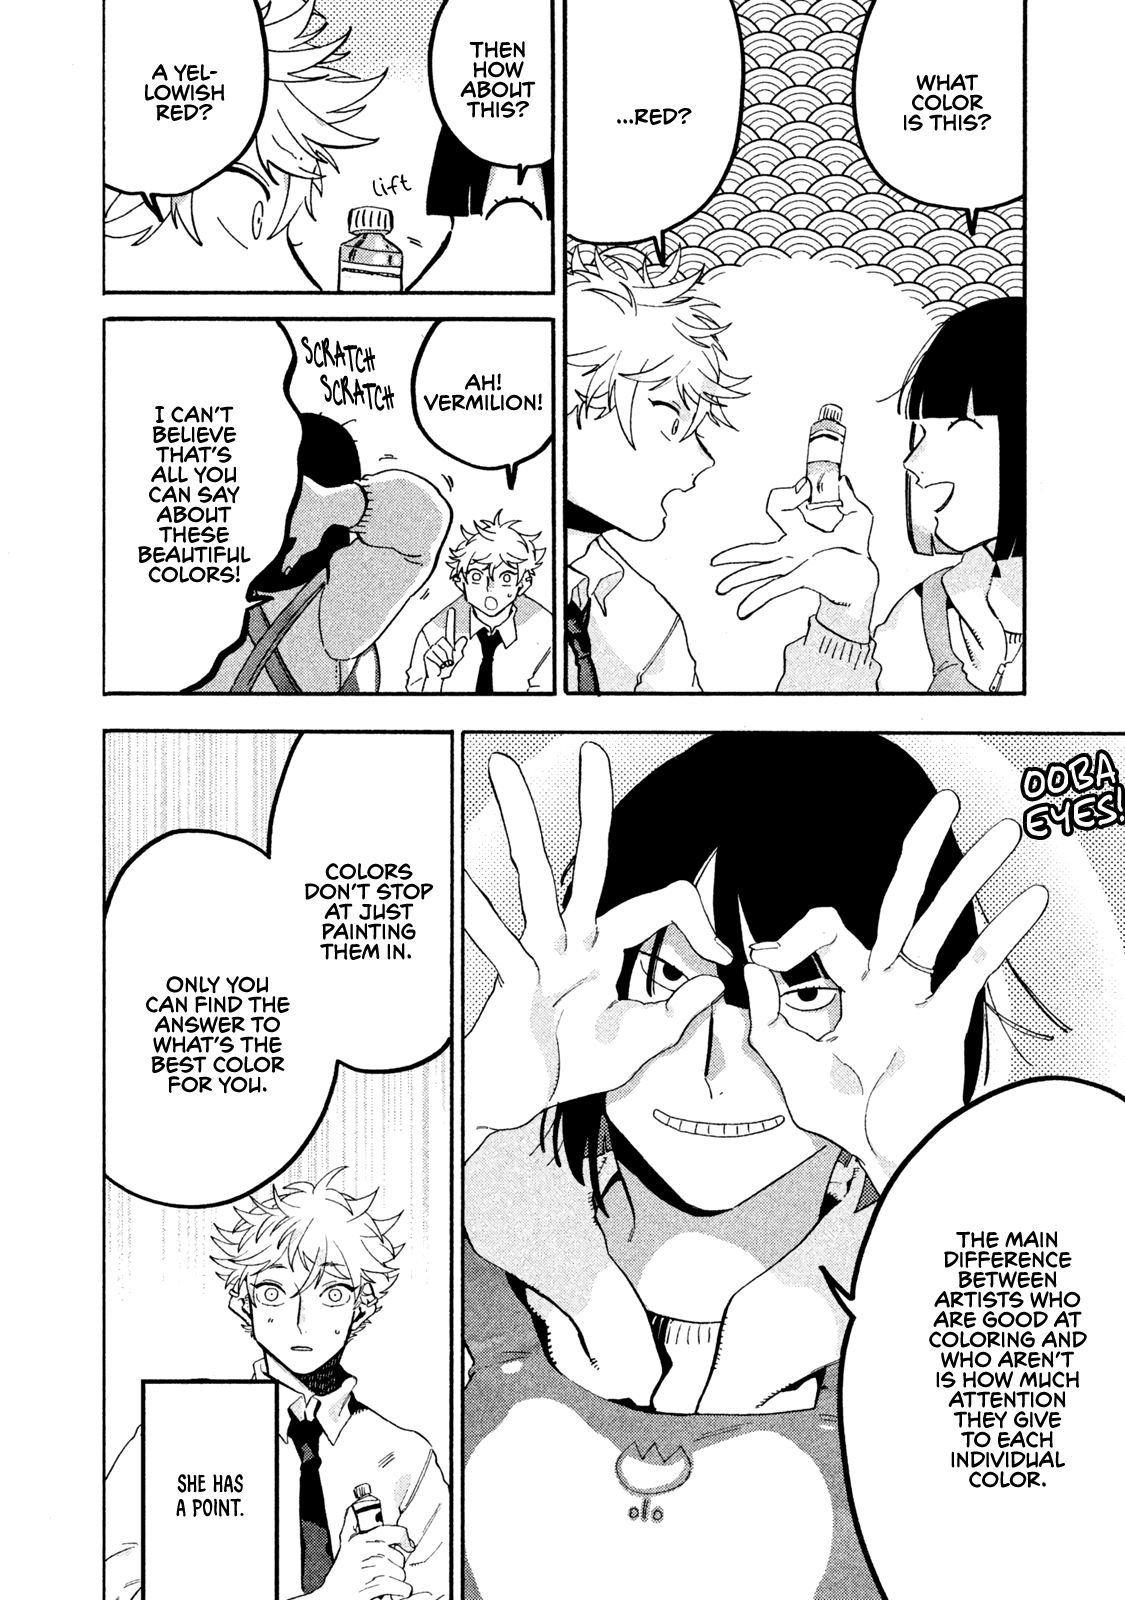 WHAT
COLOR
IS THIS?
...RED?
THEN
HOW
ABOUT
THIS?
lift
A YEL-
LOWISH
RED?
AH!
VERMILION!
SCRATCH
SCRATCH
I CAN'T
BELIEVE
THAT'S
ALL YOU
CAN SAY
ABOUT
THESE
BEAUTIFUL
COLORS!
OOBA
EYES!
THE MAIN
DIFFERENCE
BETWEEN
ARTISTS WHO
ARE GOOD AT
COLORING AND
WHO AREN'T
IS HOW MUCH
ATTENTION
THEY GIVE
TO EACH
INDIVIDUAL
COLOR.
COLORS
DON'T STOP
AT JUST
PAINTING
THEM IN.
ONLY YOU
CAN FIND THE
ANSWER TO
WHAT'S THE
BEST COLOR
FOR YOU.
SHE HAS
A POINT.